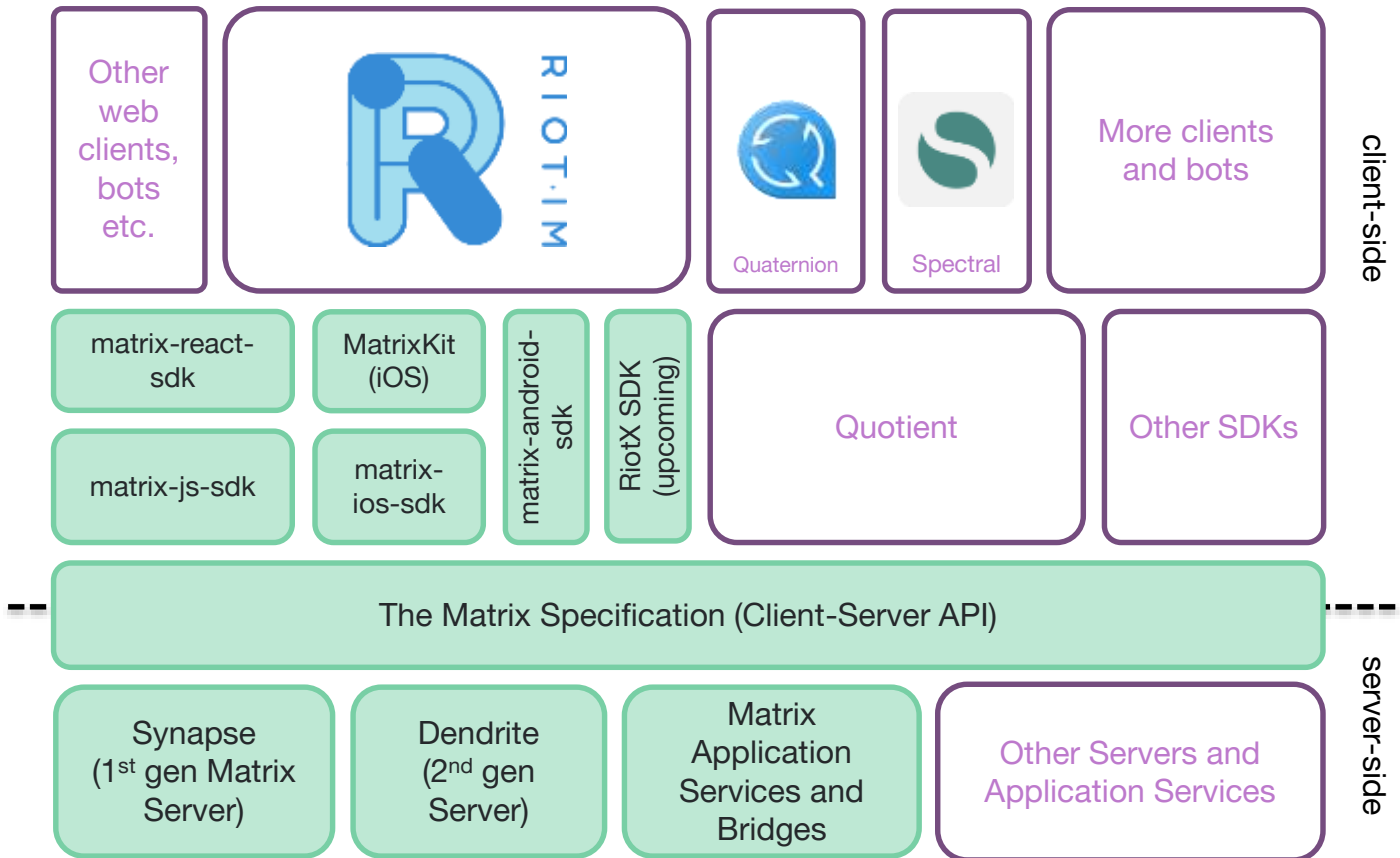 Other
web
clients,
bots
etc.
RIOT·IM
Quaternion
Spectral
More clients
and bots
client-side
matrix-react-
sdk
MatrixKit
(iOS)
matrix-android-
sdk
RiotX SDK
(upcoming)
Quotient
Other SDKs
matrix-js-sdk
matrix-
ios-sdk
The Matrix Specification (Client-Server API)
server-side
Synapse
(1st gen Matrix
Server)
Dendrite
(2nd gen
Server)
Matrix
Application
Services and
Bridges
Other Servers and
Application Services